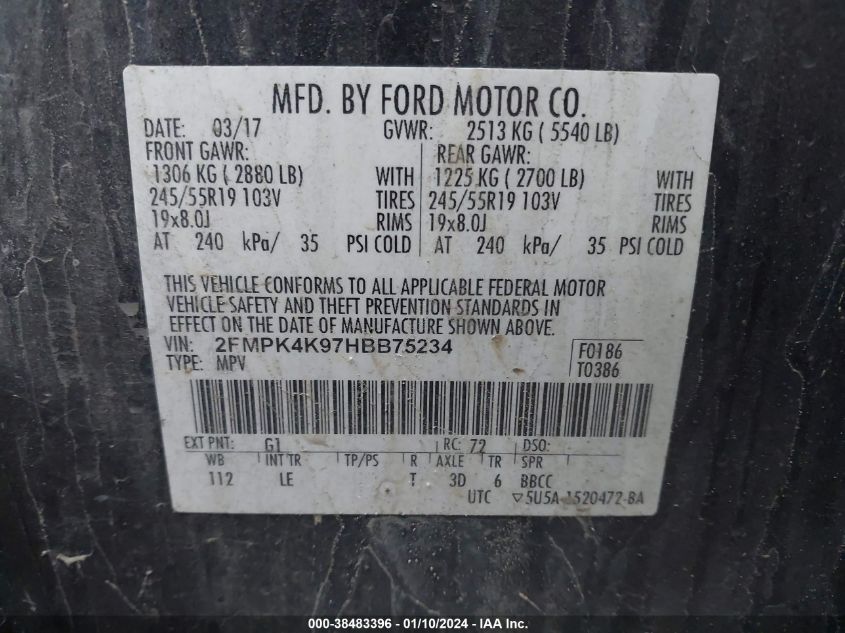 MFD. BY FORD MOTOR CO.
DATE: 03/17 GVWR: 2513 KG ( 5540 LB)
FRONT GAWR: REAR GAWR:
1306 KG ( 2880 LB) WITH 1225 KG ( 2700 LB) WITH
245/55R19 103V TIRES 245/55R19 103V TIRES
19x8.0J RIMS 19x8.0J RIMS
AT 240 kPa/ 35 PSI COLD AT 240 kPa/ 35 PSI COLD
THIS VEHICLE CONFORMS TO ALL APPLICABLE FEDERAL MOTOR
VEHICLE SAFETY AND THEFT PREVENTION STANDARDS IN
EFFECT ON THE DATE OF MANUFACTURE SHOWN ABOVE.
VIN: 2FMPK4K97HBB75234 F0186
TYPE: MPV T0386
EXT PNT: G1 RC: 72 DSO:
WB INT TR TP/PS R AXLE TR SPR
112 LE T 3D 6 BBCC
UTC ▽5U5A-1520472-BA
000-38483396 - 01/10/2024 - IAA Inc.